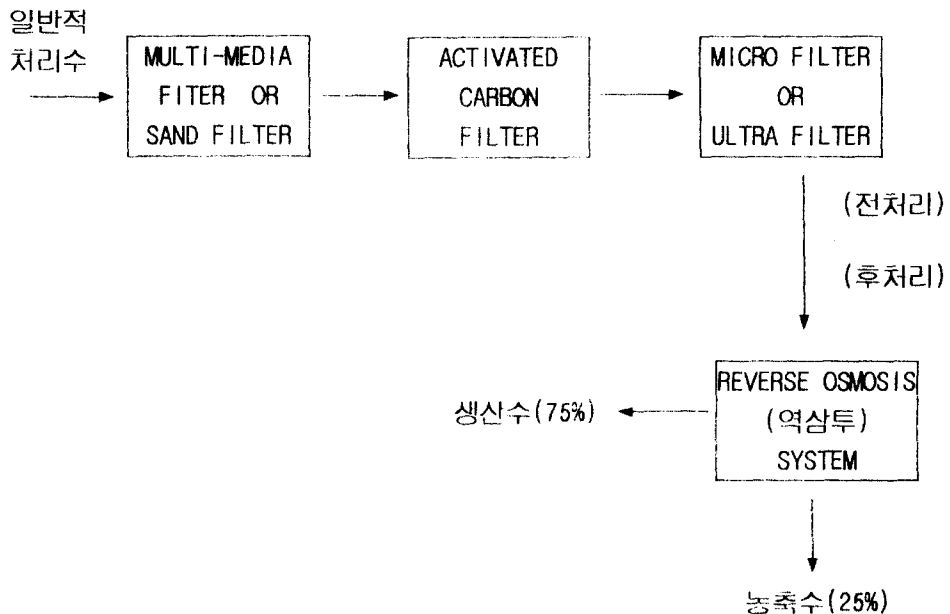 일반적
처리수
MULTI-MEDIA
FITER OR
SAND FILTER
ACTIVATED
CARBON
FILTER
MICRO FILTER
OR
ULTRA FILTER
(전처리)
(후처리)
REVERSE OSMOSIS
(역삼투)
SYSTEM
생산수(75%)
농축수(25%)